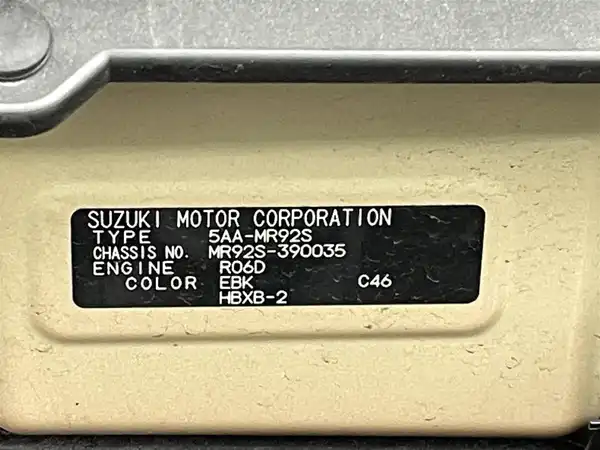 SUZUKI MOTOR CORPORATION
TYPE 5AA-MR92S
CHASSIS NO. MR92S-390035
ENGINE R06D
COLOR EBK C46
HBXB-2